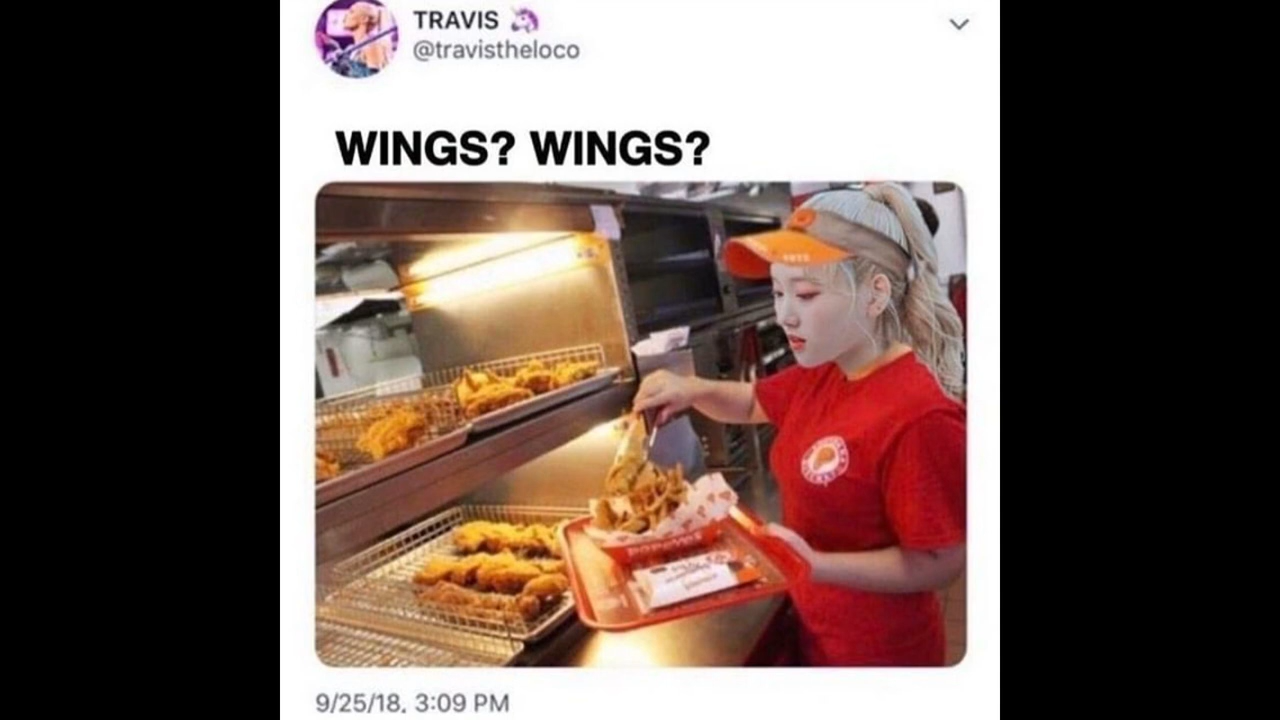 TRAVIS 🦄
@travistheloco
WINGS? WINGS?
9/25/18, 3:09 PM